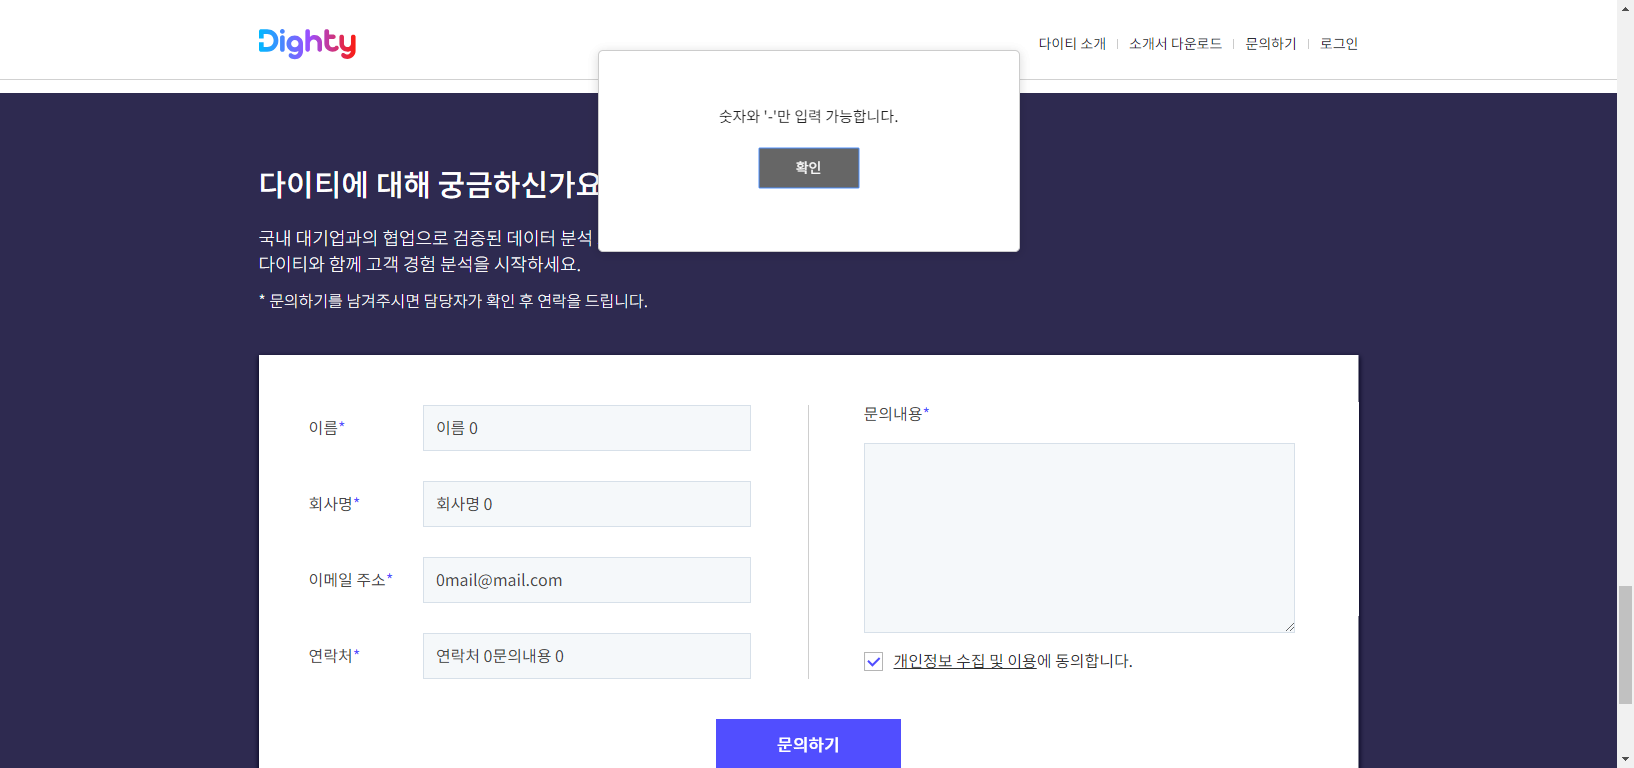 Dighty
다이티 소개
소개서 다운로드
문의하기
로그인
숫자와 '-'만 입력 가능합니다.
확인
다이티에 대해 궁금하신가요
국내 대기업과의 협업으로 검증된 데이터 분석
다이티와 함께 고객 경험 분석을 시작하세요.
* 문의하기를 남겨주시면 담당자가 확인 후 연락을 드립니다.
이름*
이름 0
회사명*
회사명 0
이메일 주소*
0mail@mail.com
연락처*
연락처 0문의내용 0
문의내용*
개인정보 수집 및 이용에 동의합니다.
문의하기